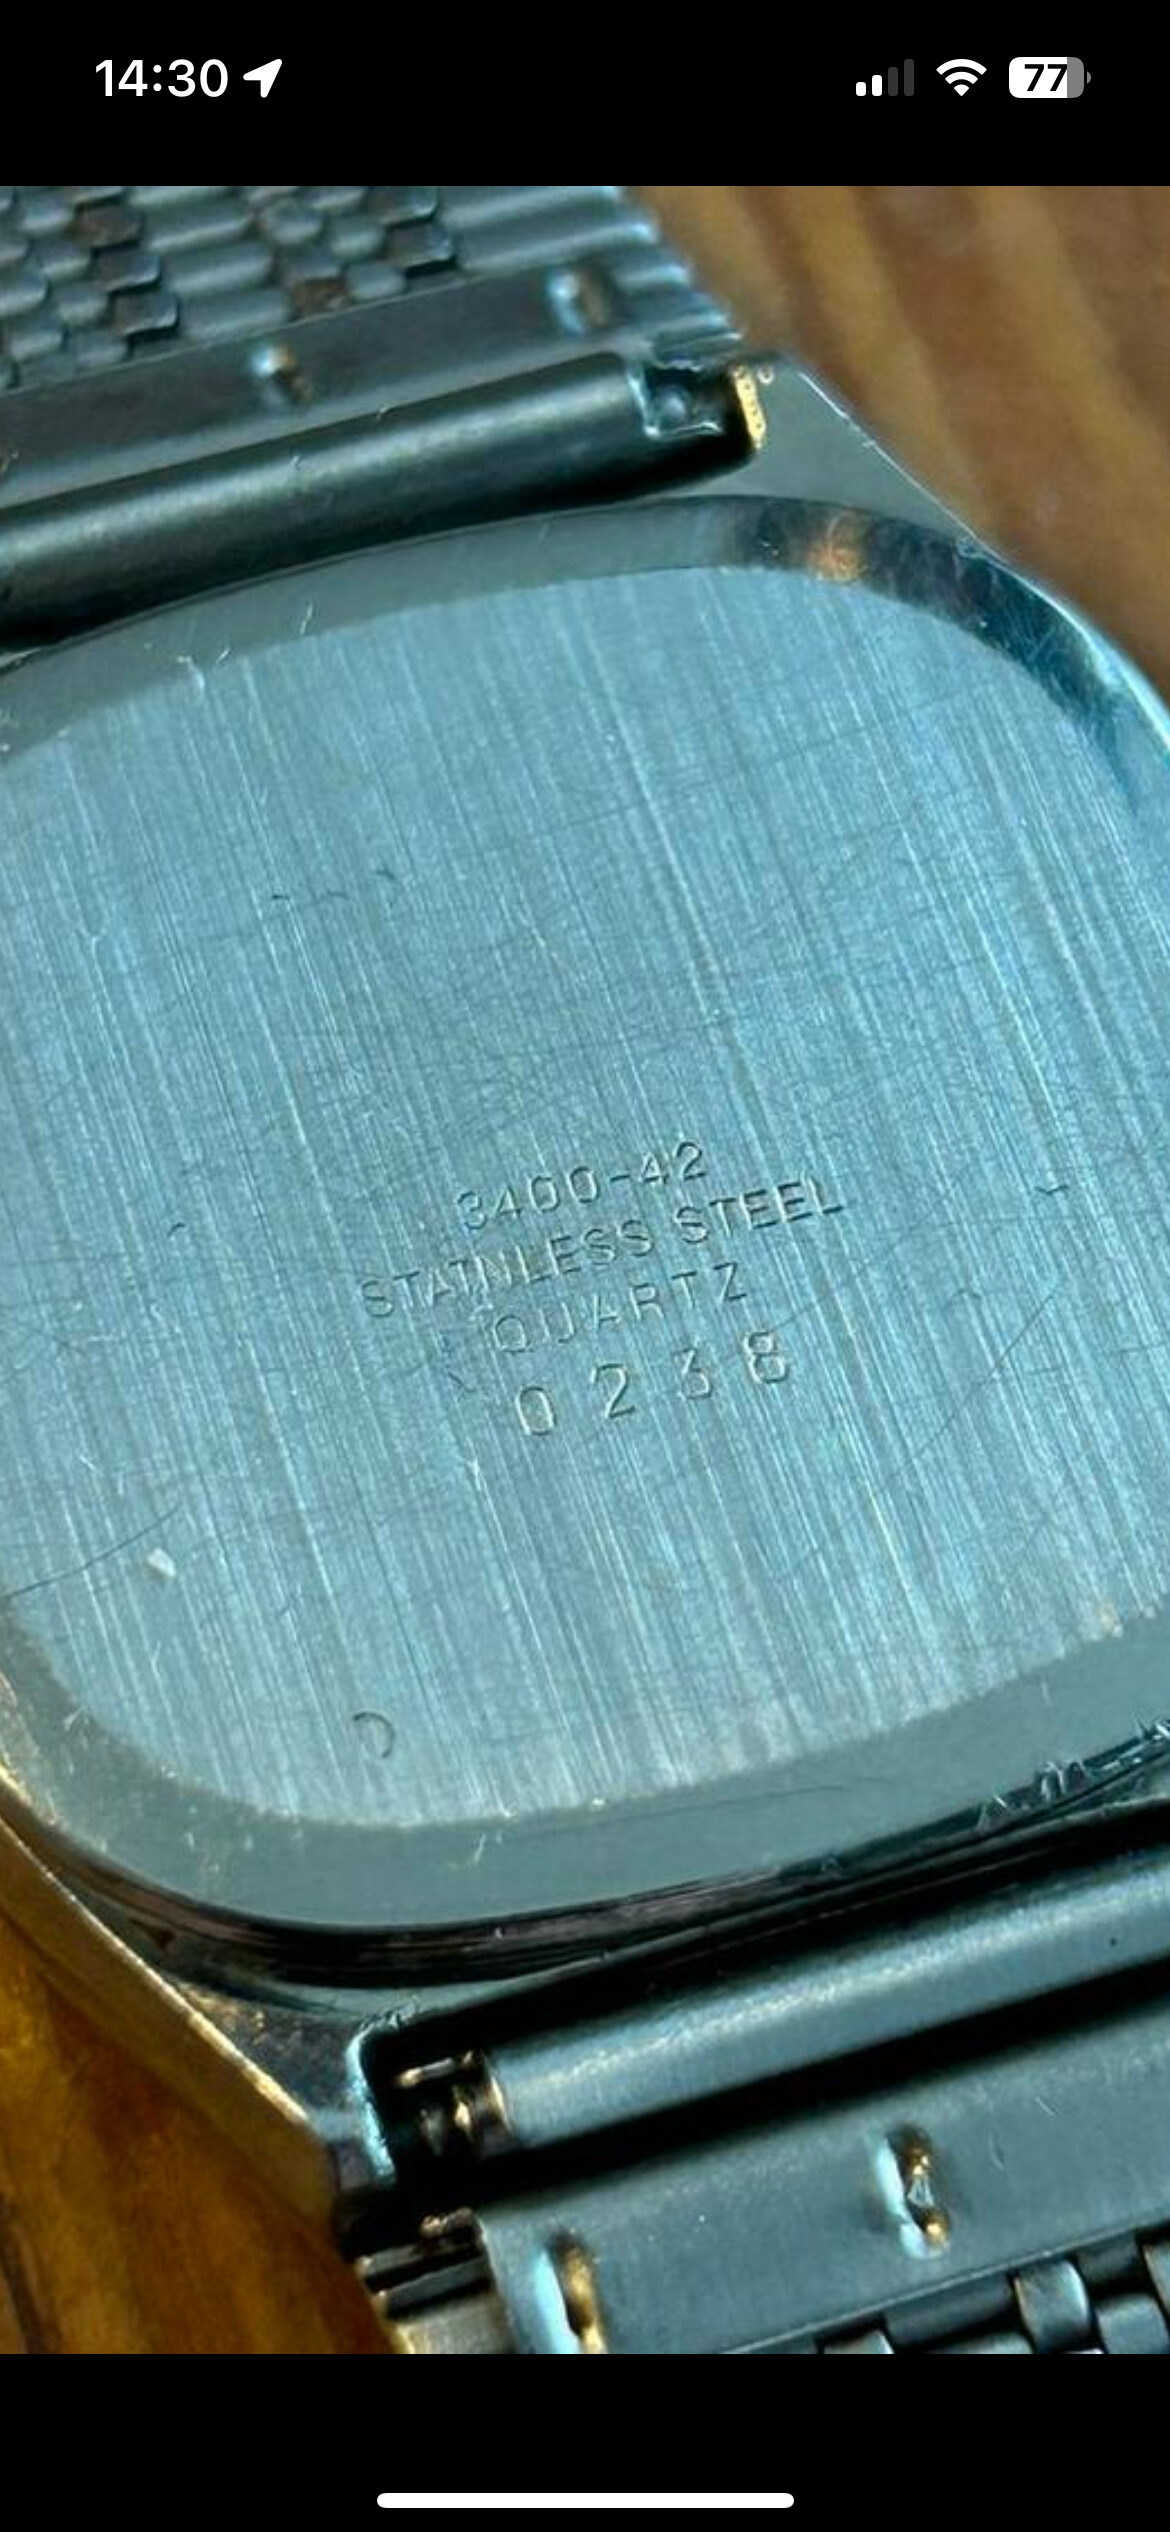 14:30
77
3400-42
STAINLESS STEEL
QUARTZ
0238